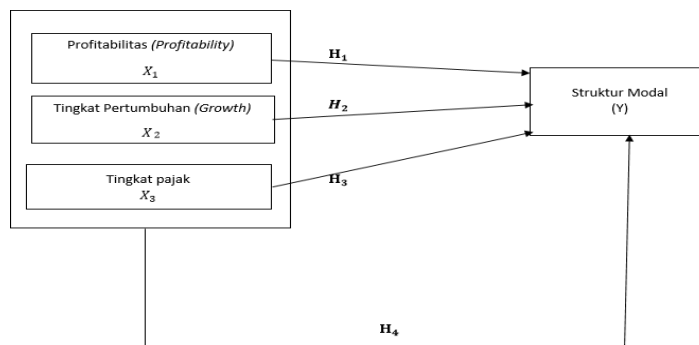 Profitabilitas (Profitability)
X₁
H₁
Tingkat Pertumbuhan (Growth)
X₂
H₂
Tingkat pajak
X₃
H₃
Struktur Modal
(Y)
H₄